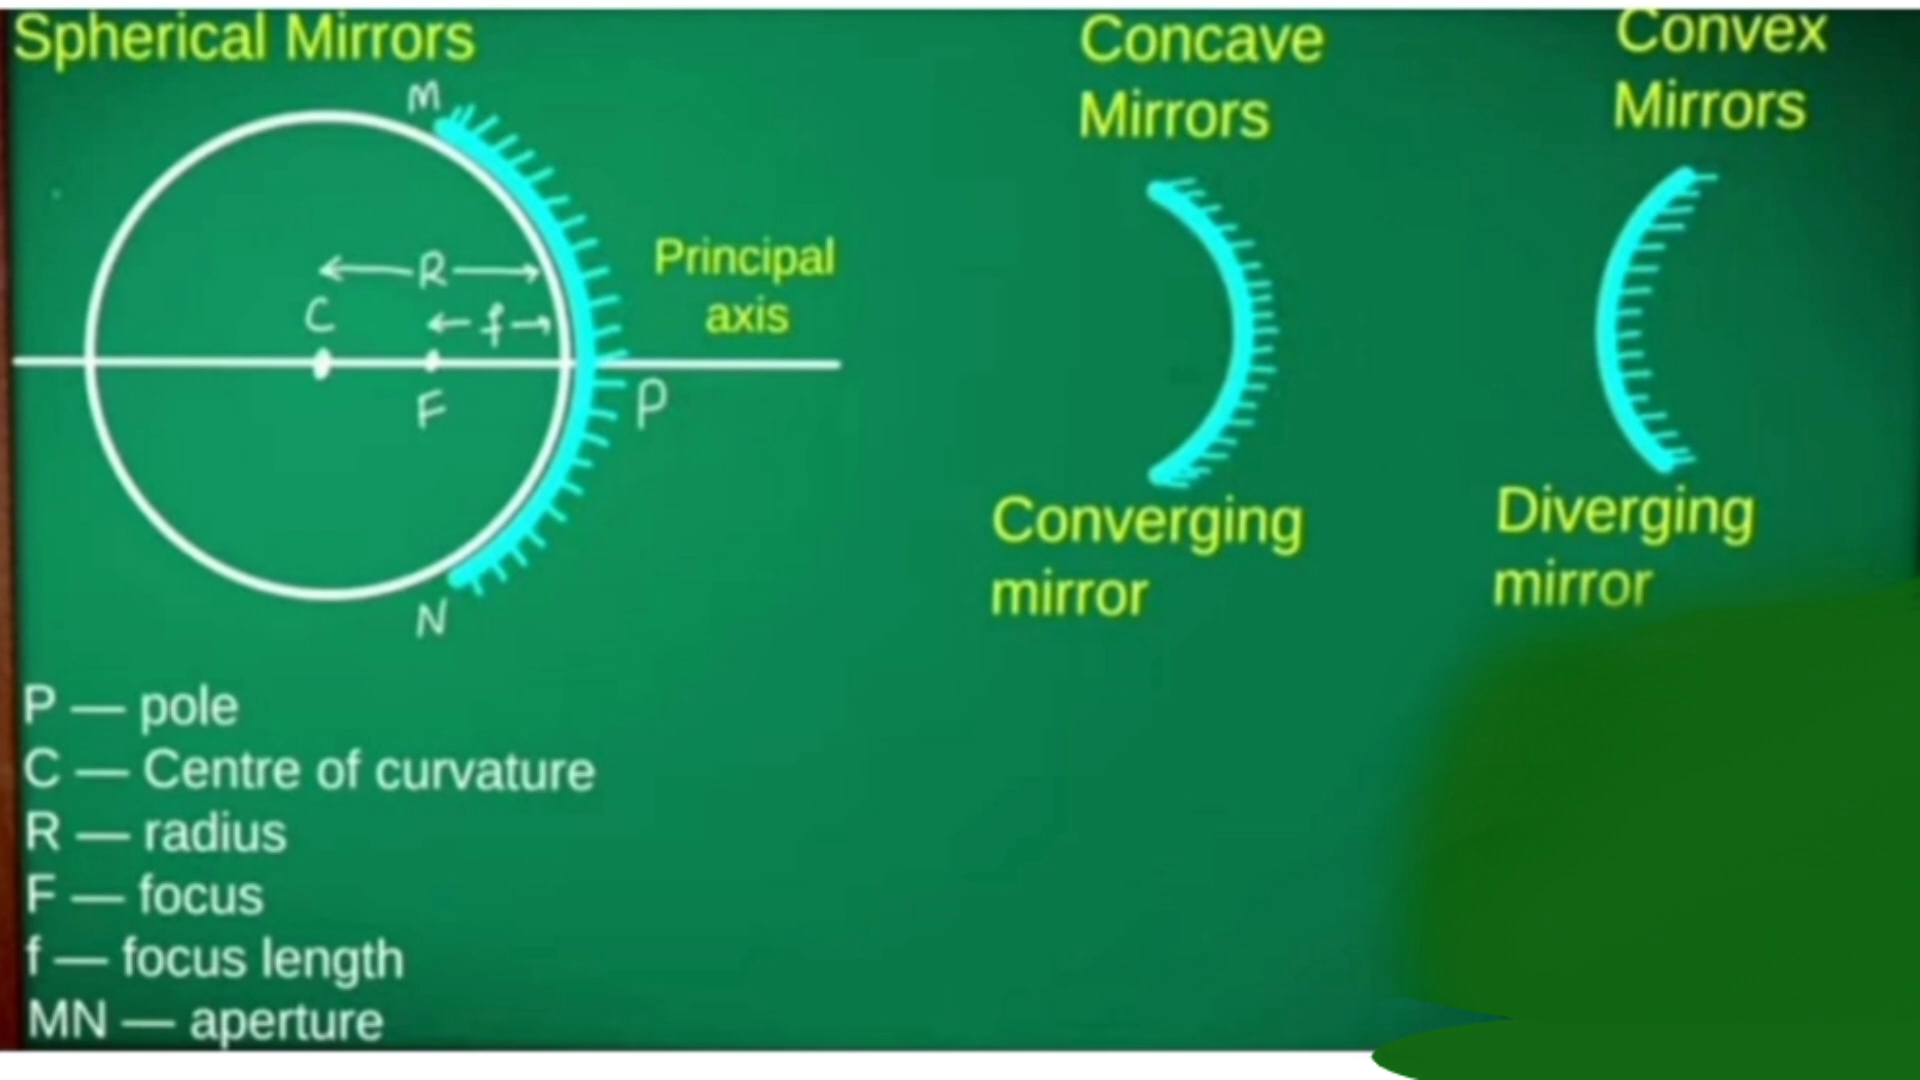 Spherical Mirrors
M
R
C
f
F
P
N
Principal
axis
Concave
Mirrors
Converging
mirror
Convex
Mirrors
Diverging
mirror
P — pole
C — Centre of curvature
R — radius
F — focus
f — focus length
MN — aperture